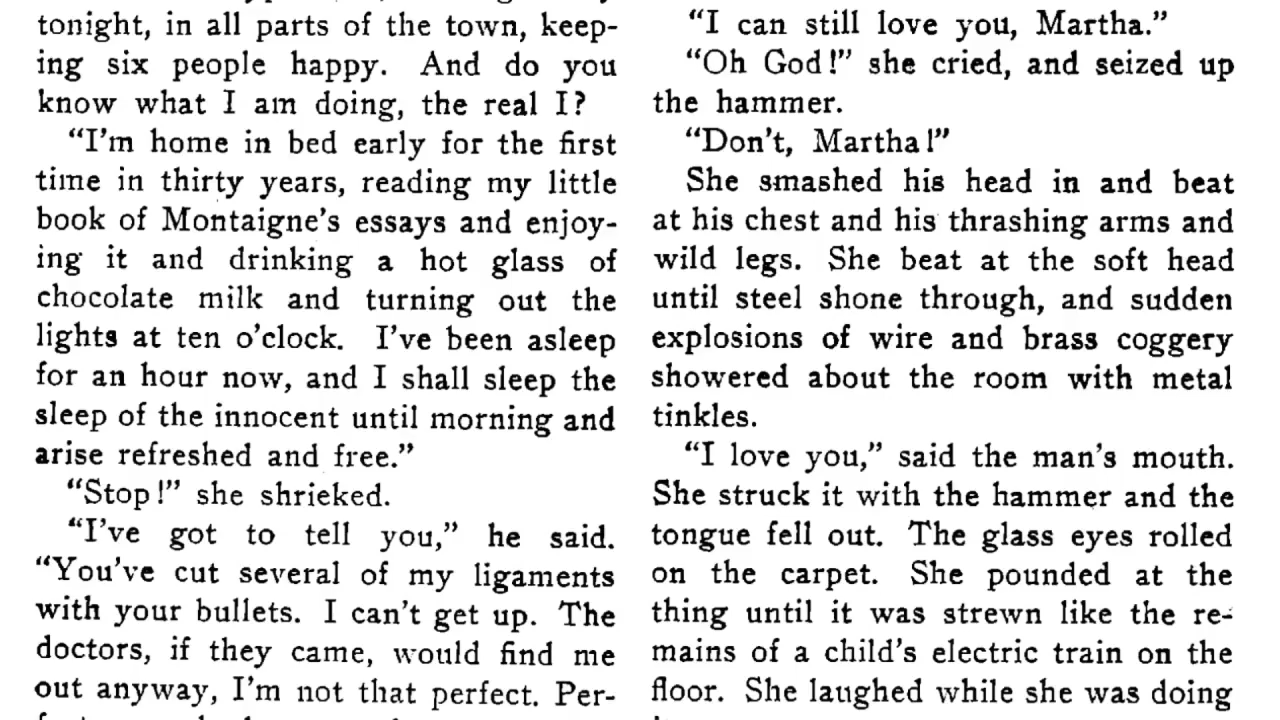 tonight, in all parts of the town, keep-
ing six people happy. And do you
know what I am doing, the real I?
"I'm home in bed early for the first
time in thirty years, reading my little
book of Montaigne's essays and enjoy-
ing it and drinking a hot glass of
chocolate milk and turning out the
lights at ten o'clock. I've been asleep
for an hour now, and I shall sleep the
sleep of the innocent until morning and
arise refreshed and free."
"Stop!" she shrieked.
"I've got to tell you," he said.
"You've cut several of my ligaments
with your bullets. I can't get up. The
doctors, if they came, would find me
out anyway, I'm not that perfect. Per-
"I can still love you, Martha."
"Oh God!" she cried, and seized up
the hammer.
"Don't, Martha!"
She smashed his head in and beat
at his chest and his thrashing arms and
wild legs. She beat at the soft head
until steel shone through, and sudden
explosions of wire and brass coggery
showered about the room with metal
tinkles.
"I love you," said the man's mouth.
She struck it with the hammer and the
tongue fell out. The glass eyes rolled
on the carpet. She pounded at the
thing until it was strewn like the re-
mains of a child's electric train on the
floor. She laughed while she was doing